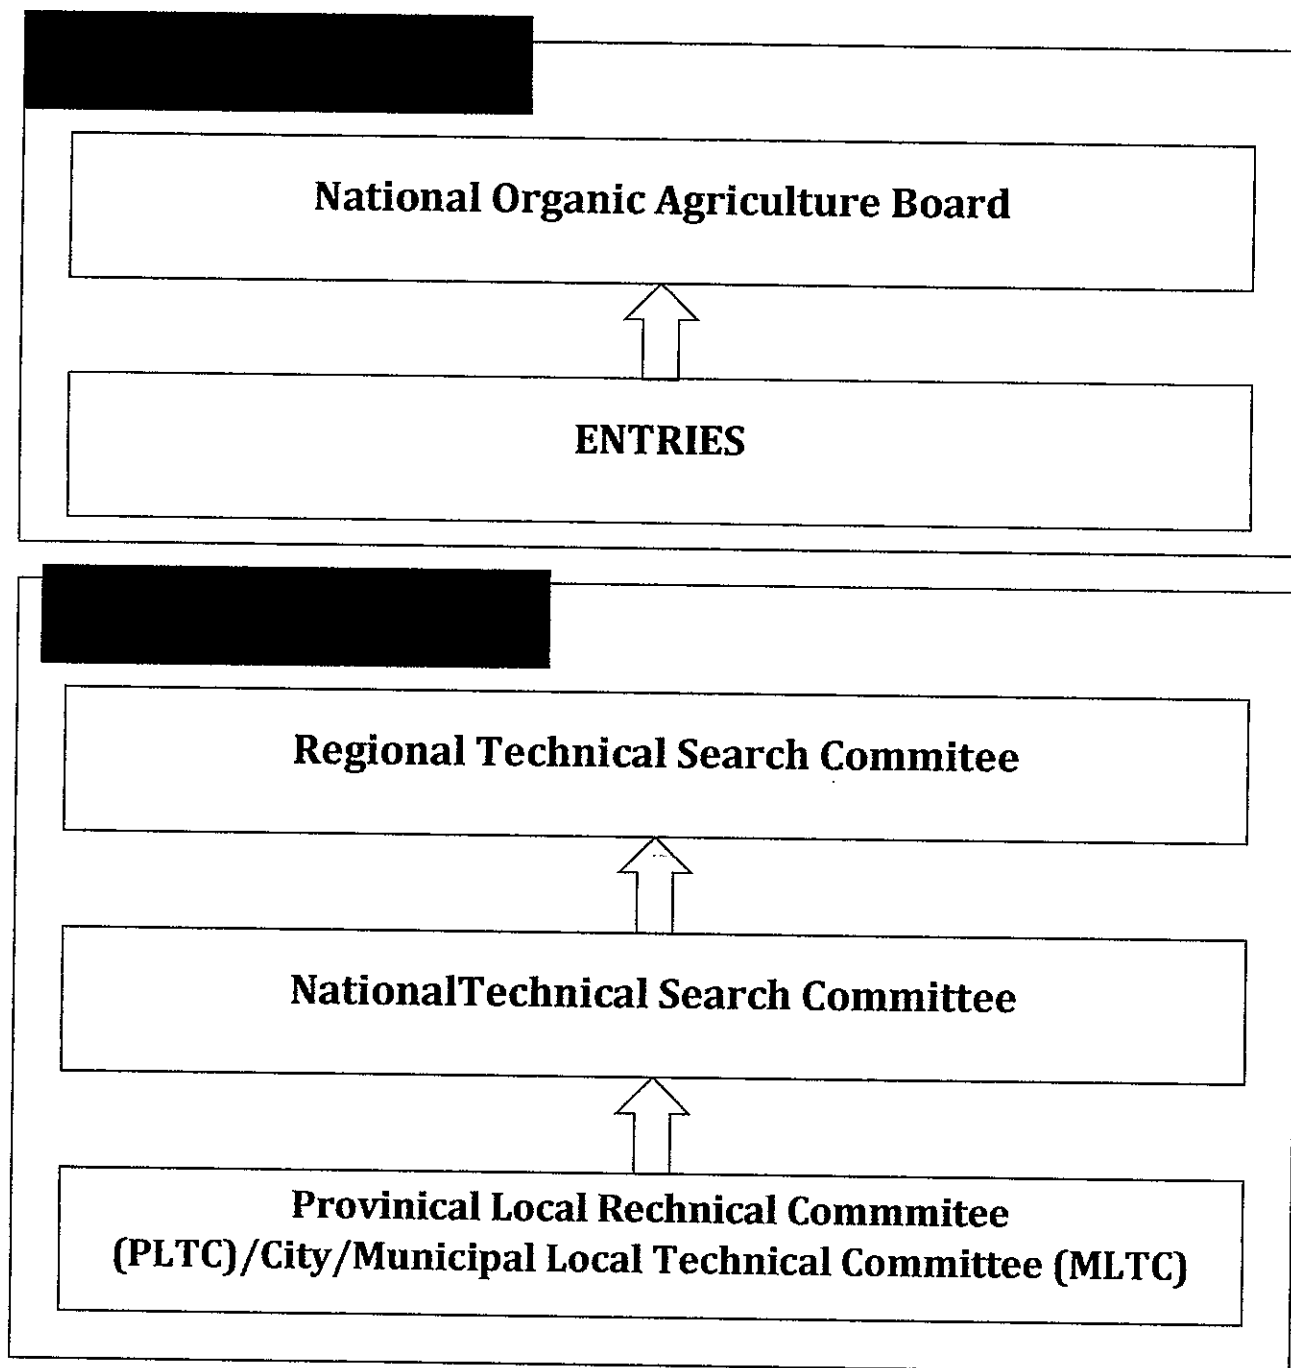 National Organic Agriculture Board
ENTRIES
Regional Technical Search Commitee
NationalTechnical Search Committee
Provinical Local Rechnical Commmitee
(PLTC)/City/Municipal Local Technical Committee (MLTC)